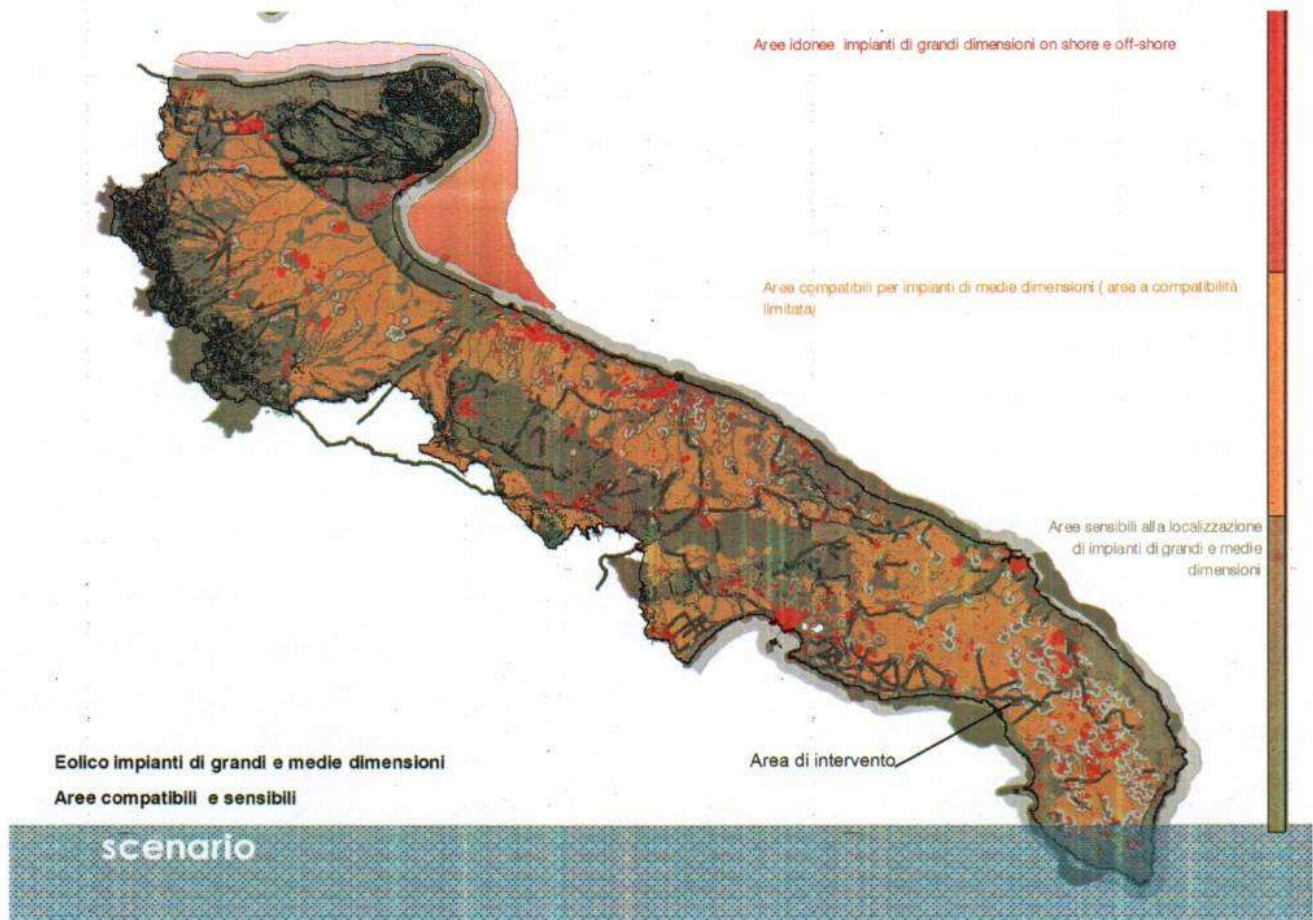 Aree idonee impianti di grandi dimensioni on shore e off-shore
Aree compatibili per impianti di medie dimensioni ( area a compatibilità
limitata)
Aree sensibili alla localizzazione
di impianti di grandi e medie
dimensioni
Area di intervento
Eolico impianti di grandi e medie dimensioni
Aree compatibili e sensibili
scenario